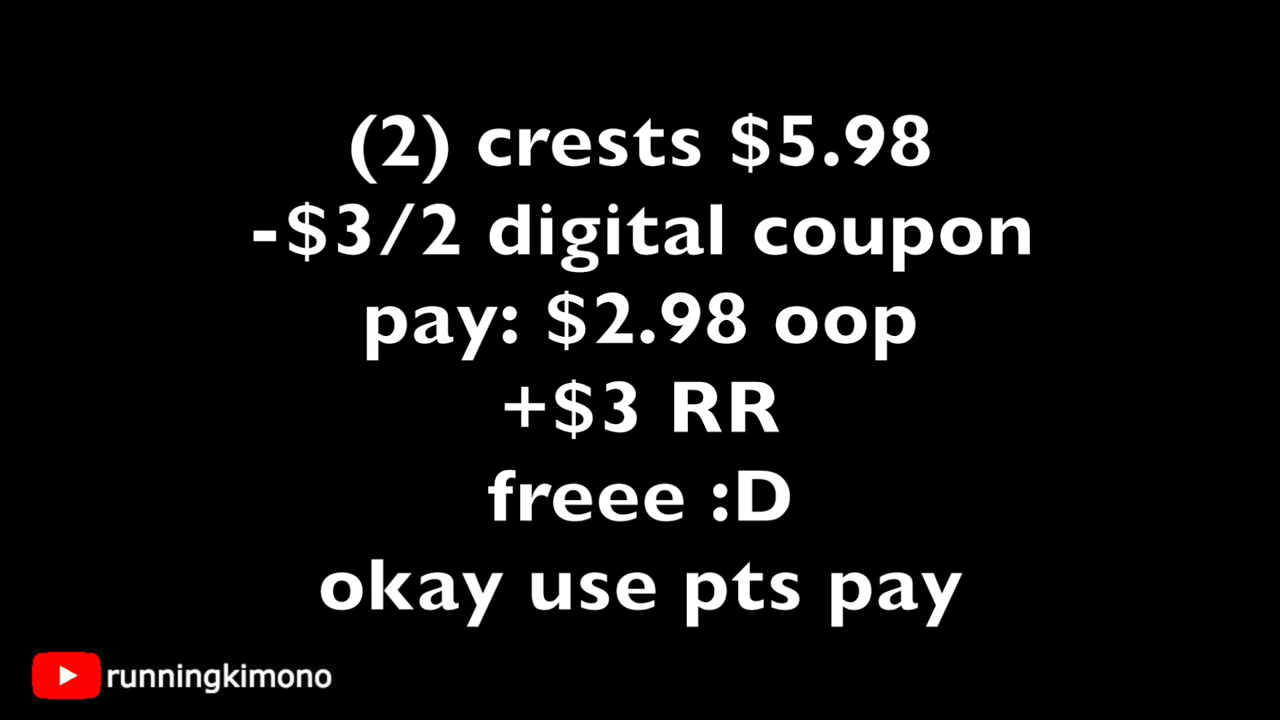 (2) crests $5.98
-$3/2 digital coupon
pay: $2.98 oop
+$3 RR
freee :D
okay use pts pay
runningkimono